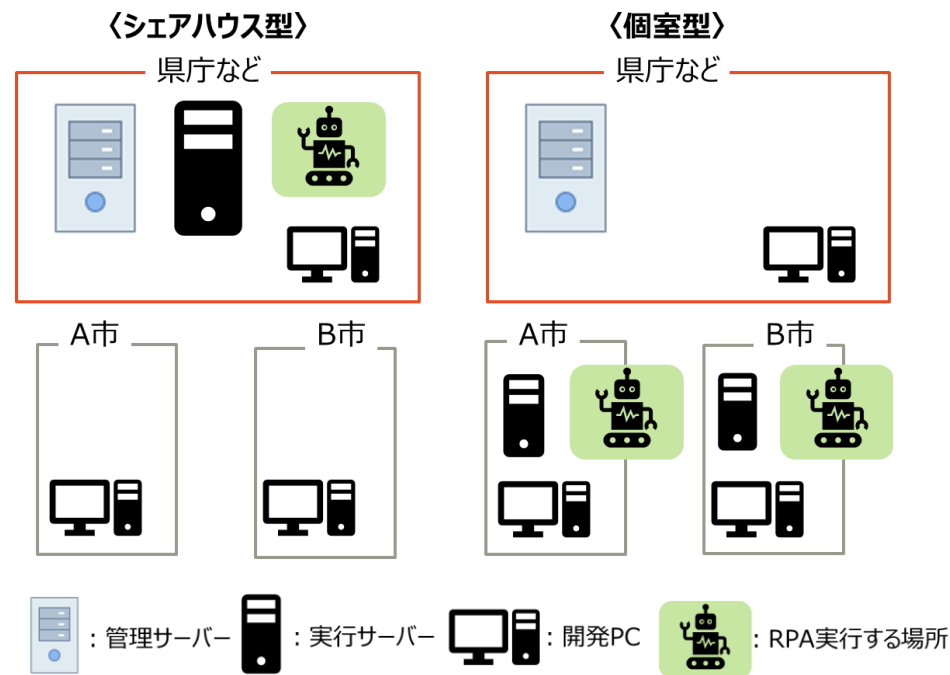 〈シェアハウス型〉
〈個室型〉
県庁など
県庁など
A市
B市
A市
B市
：管理サーバー
：実行サーバー
：開発PC
：RPA実行する場所